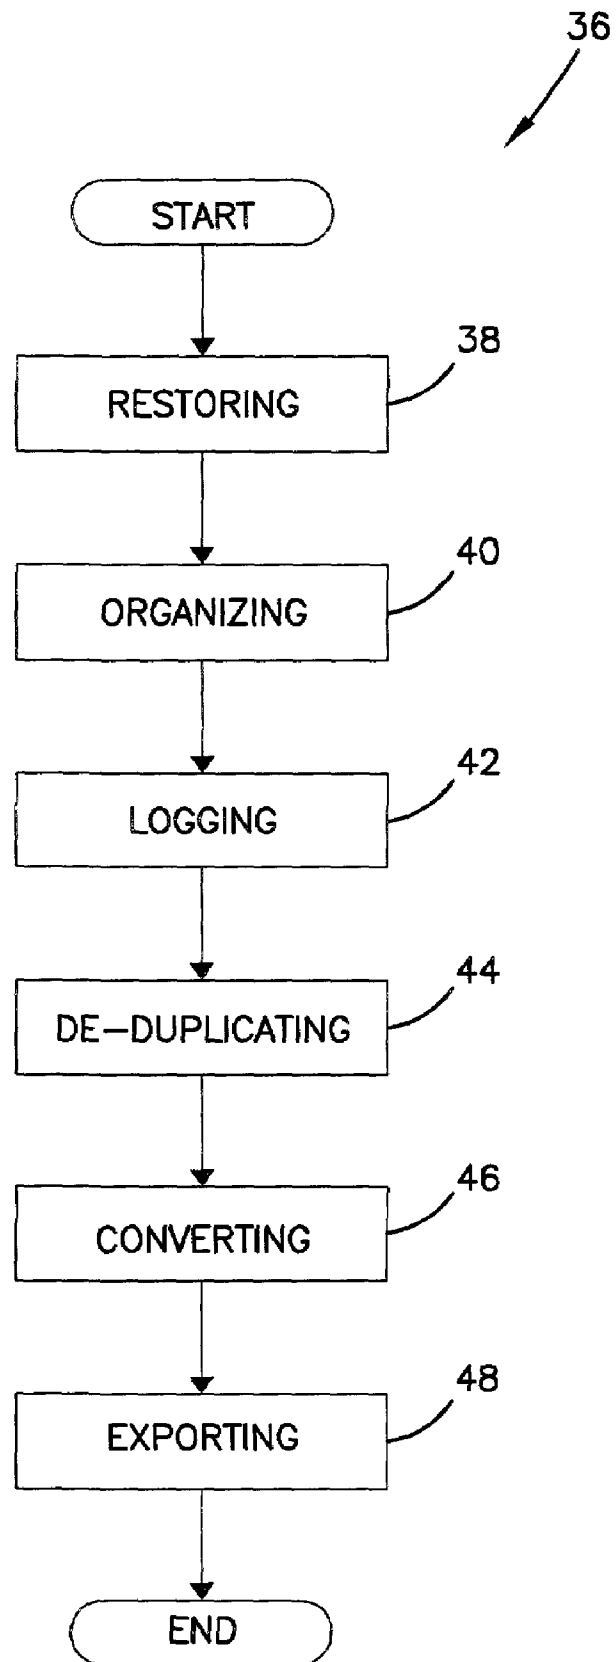 36
START
38
RESTORING
40
ORGANIZING
42
LOGGING
44
DE-DUPLICATING
46
CONVERTING
48
EXPORTING
END